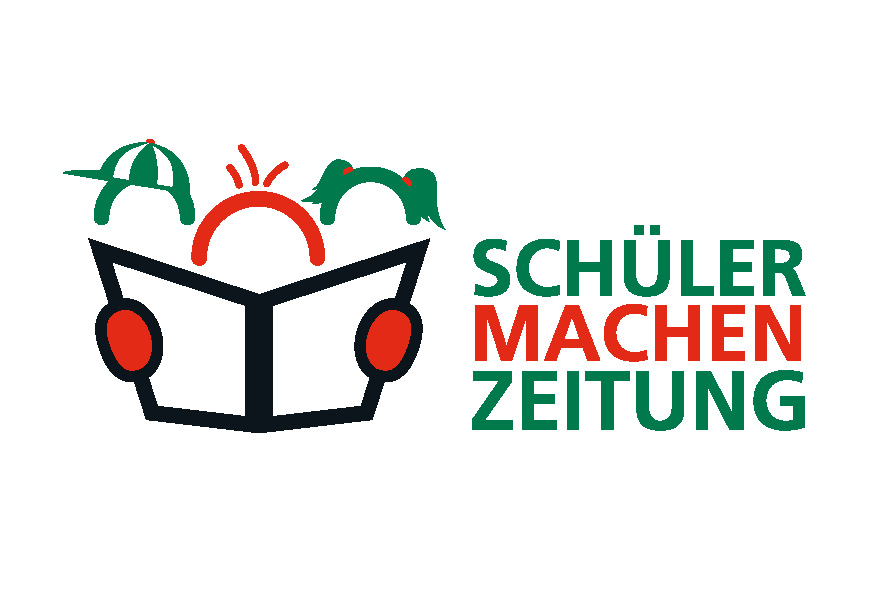 SCHÜLER
MACHEN
ZEITUNG